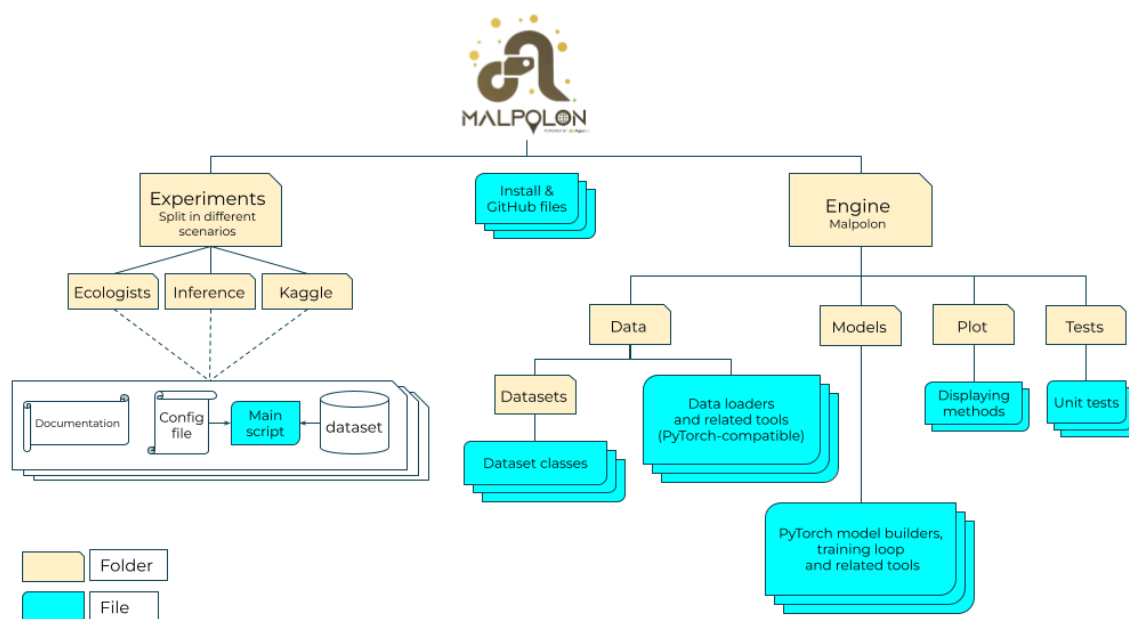 MALPOLON
POWERED BY
Experiments
Split in different
scenarios
Install &
GitHub files
Engine
Malpolon
Ecologists
Inference
Kaggle
Data
Models
Plot
Tests
Documentation
Config
file
Main
script
dataset
Datasets
Data loaders
and related tools
(PyTorch-compatible)
Displaying
methods
Unit tests
Dataset classes
PyTorch model builders,
training loop
and related tools
Folder
File